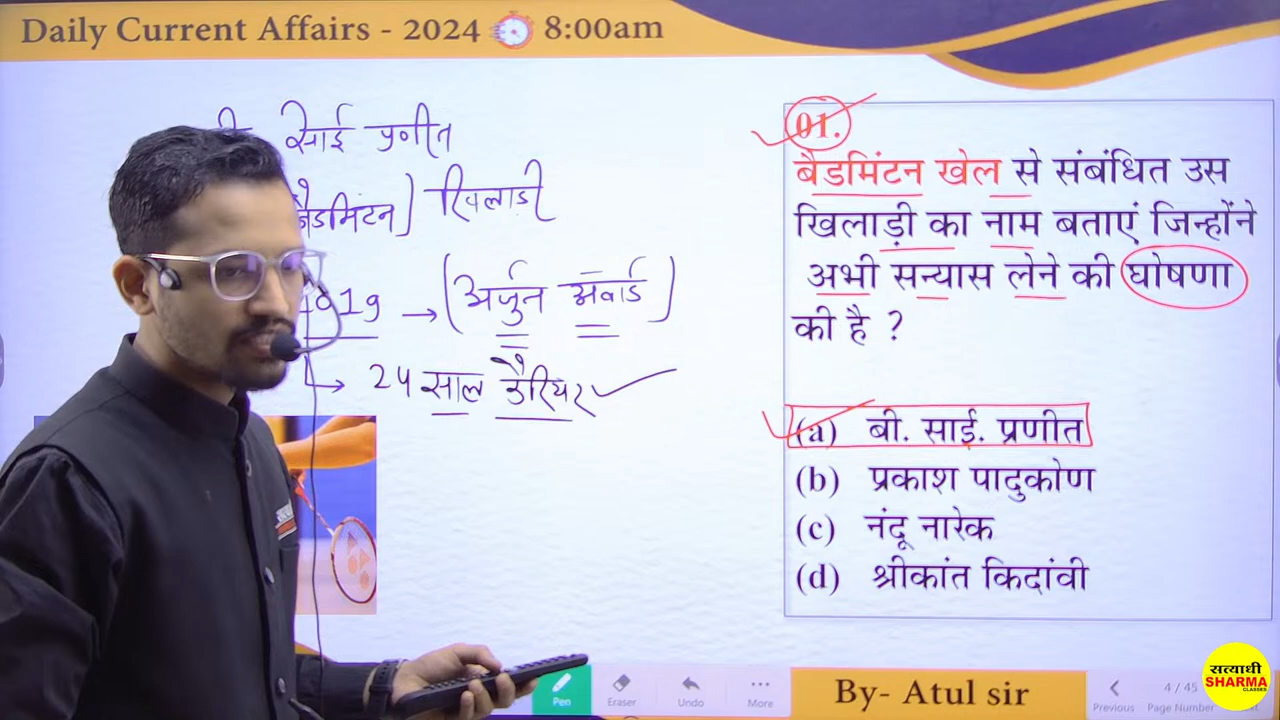 Daily Current Affairs - 2024 8:00am
साई प्रणीत
बैडमिंटन] खिलाड़ी
2019 → (अर्जुन अवार्ड)
→ 24 साल कैरियर
01.
बैडमिंटन खेल से संबंधित उस
खिलाड़ी का नाम बताएं जिन्होंने
अभी सन्यास लेने की घोषणा
की है ?
(a) बी. साई. प्रणीत
(b) प्रकाश पादुकोण
(c) नंदू नारेक
(d) श्रीकांत किदांवी
Pen
Eraser
Undo
More
By- Atul sir
Previous
4 / 45
Page Number
सत्याधी
SHARMA
CLASSES